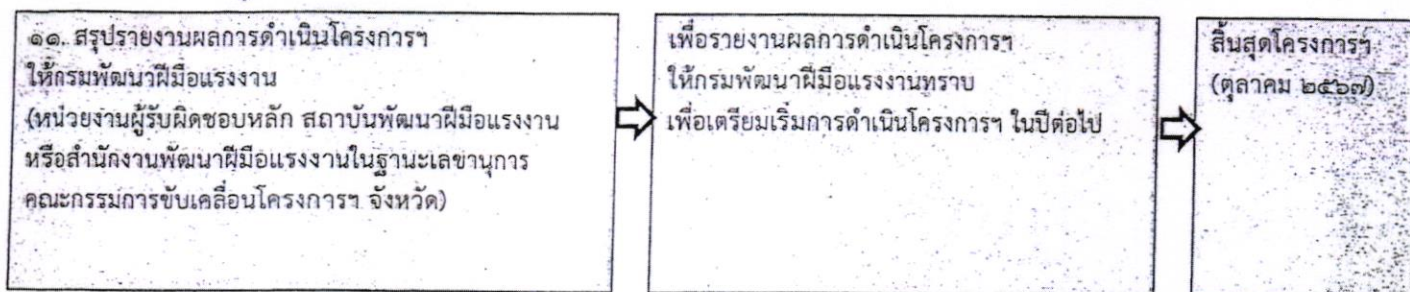 ๑๑. สรุปรายงานผลการดำเนินโครงการฯ
ให้กรมพัฒนาฝีมือแรงงาน
(หน่วยงานผู้รับผิดชอบหลัก สถาบันพัฒนาฝีมือแรงงาน
หรือสำนักงานพัฒนาฝีมือแรงงานในฐานะเลขานุการ
คณะกรรมการขับเคลื่อนโครงการฯ จังหวัด)
เพื่อรายงานผลการดำเนินโครงการฯ
ให้กรมพัฒนาฝีมือแรงงานทราบ
เพื่อเตรียมเริ่มการดำเนินโครงการฯ ในปีต่อไป
สิ้นสุดโครงการฯ
(ตุลาคม ๒๕๖๗)